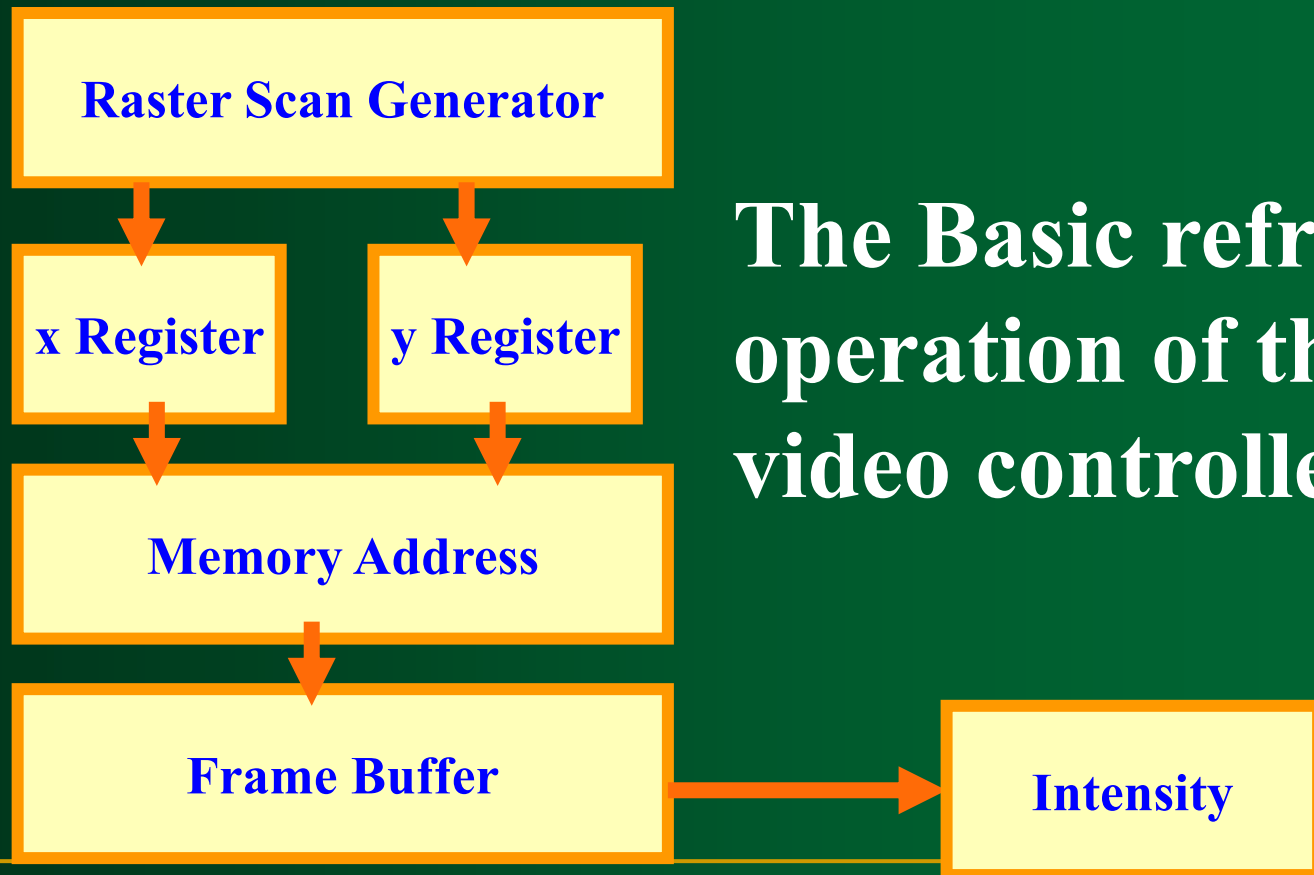 Raster Scan Generator
x Register
y Register
Memory Address
Frame Buffer
The Basic refr
operation of th
video controlle
Intensity